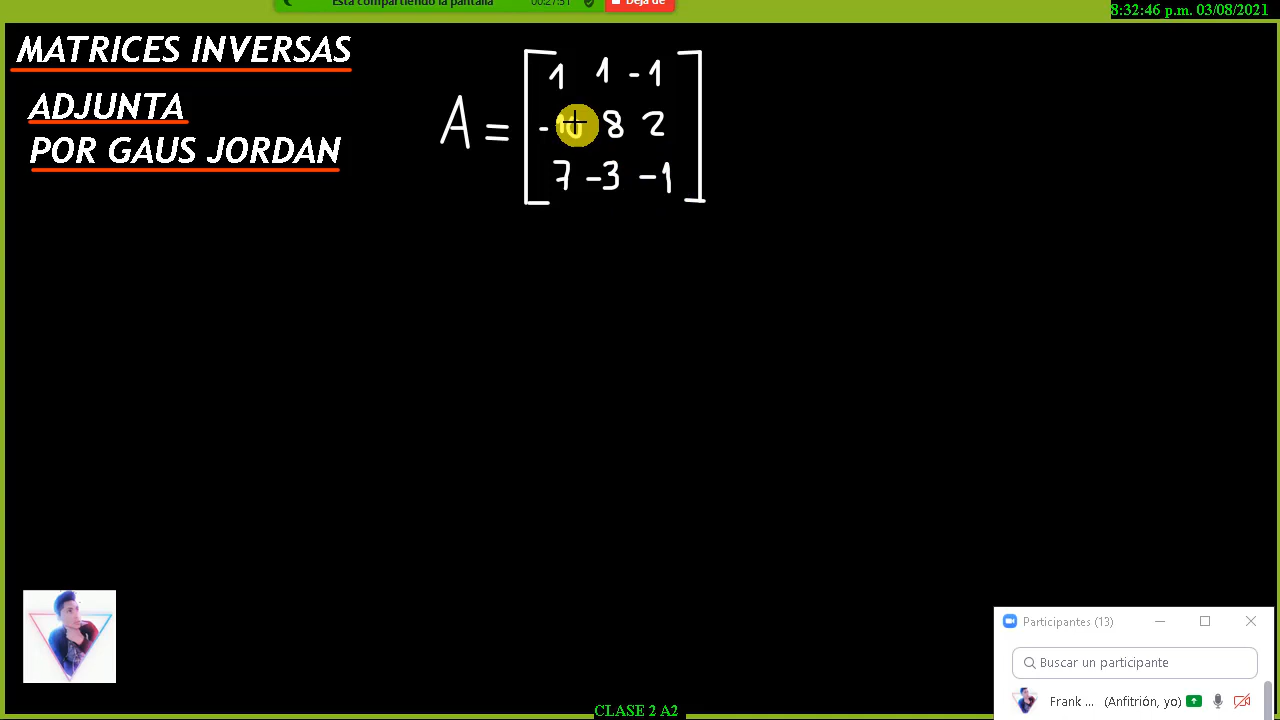 Está compartiendo la pantalla 00:27:51 Deja de
8:32:46 p.m. 03/08/2021
MATRICES INVERSAS
ADJUNTA
POR GAUS JORDAN
A = 
1 1 -1
-10 8 2
7 -3 -1
Participantes (13)
Buscar un participante
Frank ... (Anfitrión, yo)
CLASE 2 A2